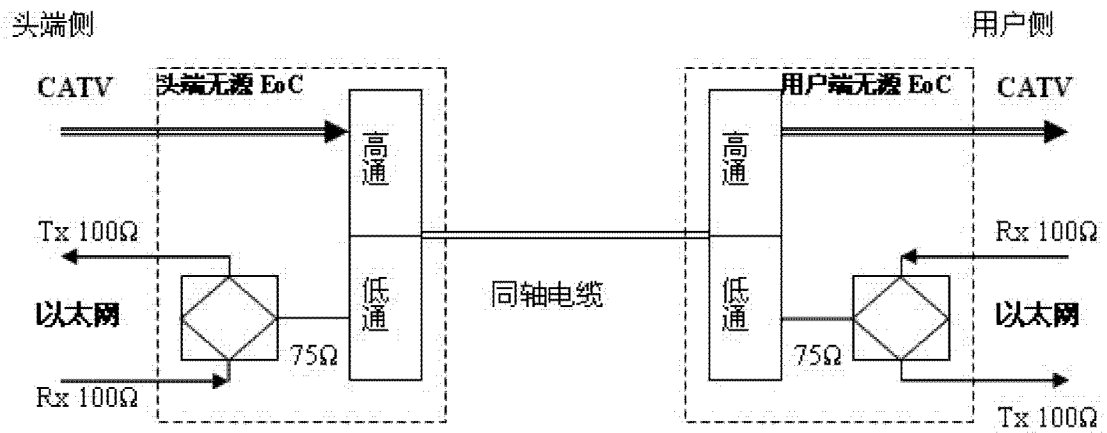 头端侧
用户侧
CATV
头端无源 EoC
用户端无源 EoC
CATV
高通
高通
Tx 100Ω
Rx 100Ω
以太网
低通
同轴电缆
低通
以太网
75Ω
75Ω
Rx 100Ω
Tx 100Ω